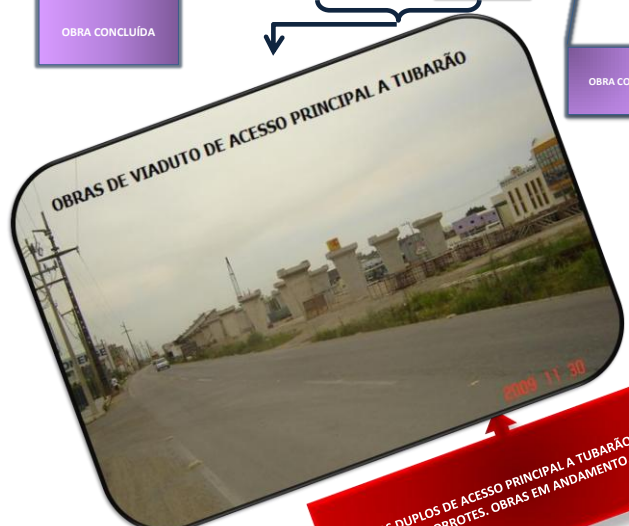 OBRA CONCLUÍDA
OBRA CO
OBRAS DE VIADUTO DE ACESSO PRINCIPAL A TUBARÃO
2009 11 30
DUPLOS DE ACESSO PRINCIPAL A TUBARÃO
OBRAS EM ANDAMENTO